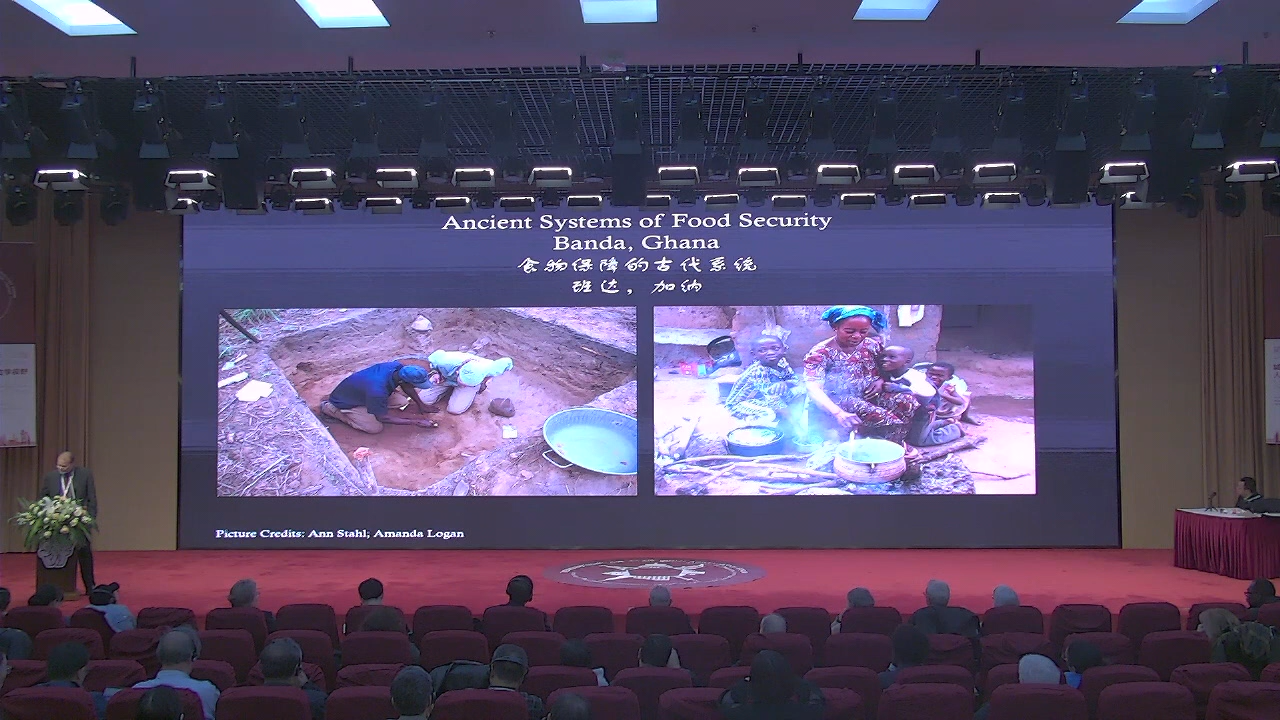 Ancient Systems of Food Security
Banda, Ghana
食物保障的古代系统
班达，加纳
Picture Credits: Ann Stahl; Amanda Logan